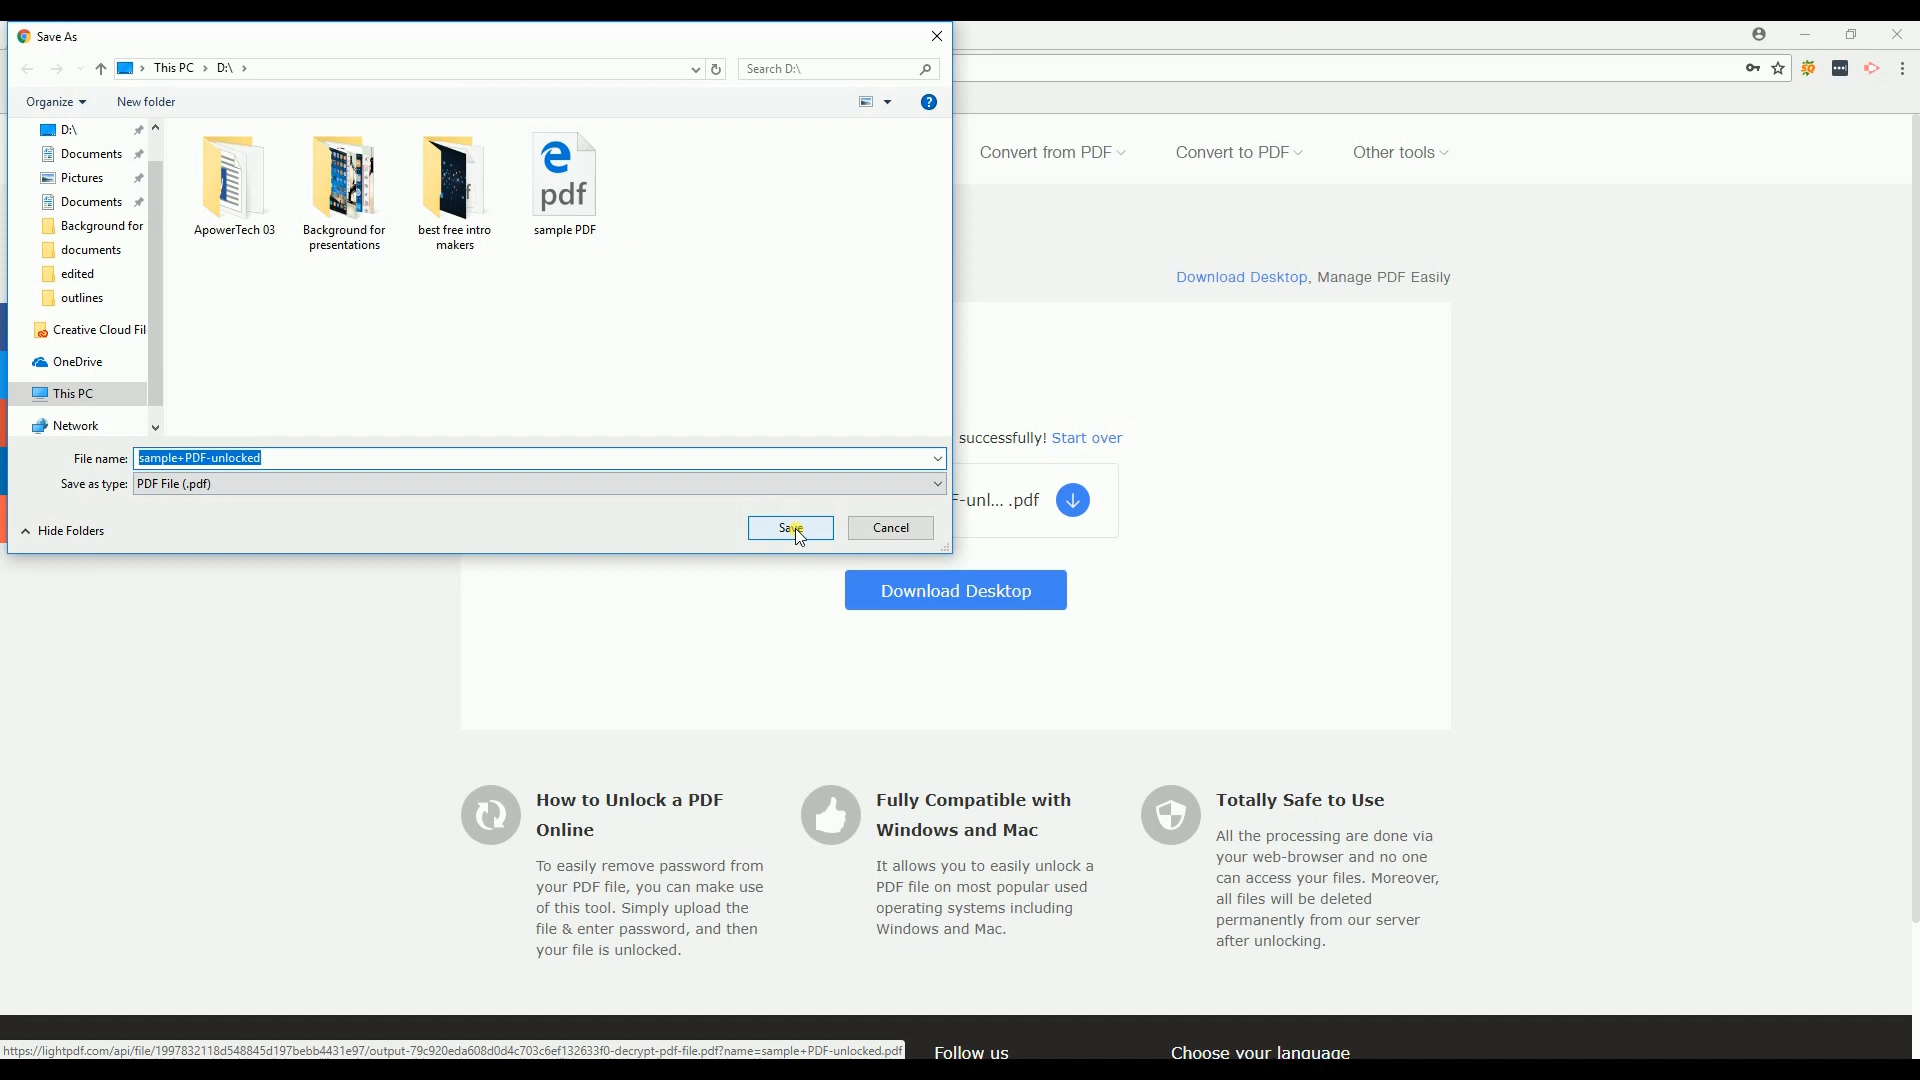 Save As
This PC
D:\
Search D:\
Organize
New folder
D:\
Documents
Pictures
Documents
Background for
documents
edited
outlines
Creative Cloud Fil
OneDrive
This PC
Network
ApowerTech 03
Background for
presentations
best free intro
makers
pdf
sample PDF
File name: sample+PDF-unlocked
Save as type: PDF File (.pdf)
Hide Folders
Save
Cancel
Convert from PDF
Convert to PDF
Other tools
Download Desktop, Manage PDF Easily
successfully! Start over
F-unl... .pdf
Download Desktop
How to Unlock a PDF
Online
To easily remove password from
your PDF file, you can make use
of this tool. Simply upload the
file & enter password, and then
your file is unlocked.
Fully Compatible with
Windows and Mac
It allows you to easily unlock a
PDF file on most popular used
operating systems including
Windows and Mac.
Totally Safe to Use
All the processing are done via
your web-browser and no one
can access your files. Moreover,
all files will be deleted
permanently from our server
after unlocking.
https://lightpdf.com/api/file/1997832118d548845d197bebb4431e97/output-79c920eda608d0d4c703c6ef132633f0-decrypt-pdf-file.pdf?name=sample+PDF-unlocked.pdf
Follow us
Choose your language